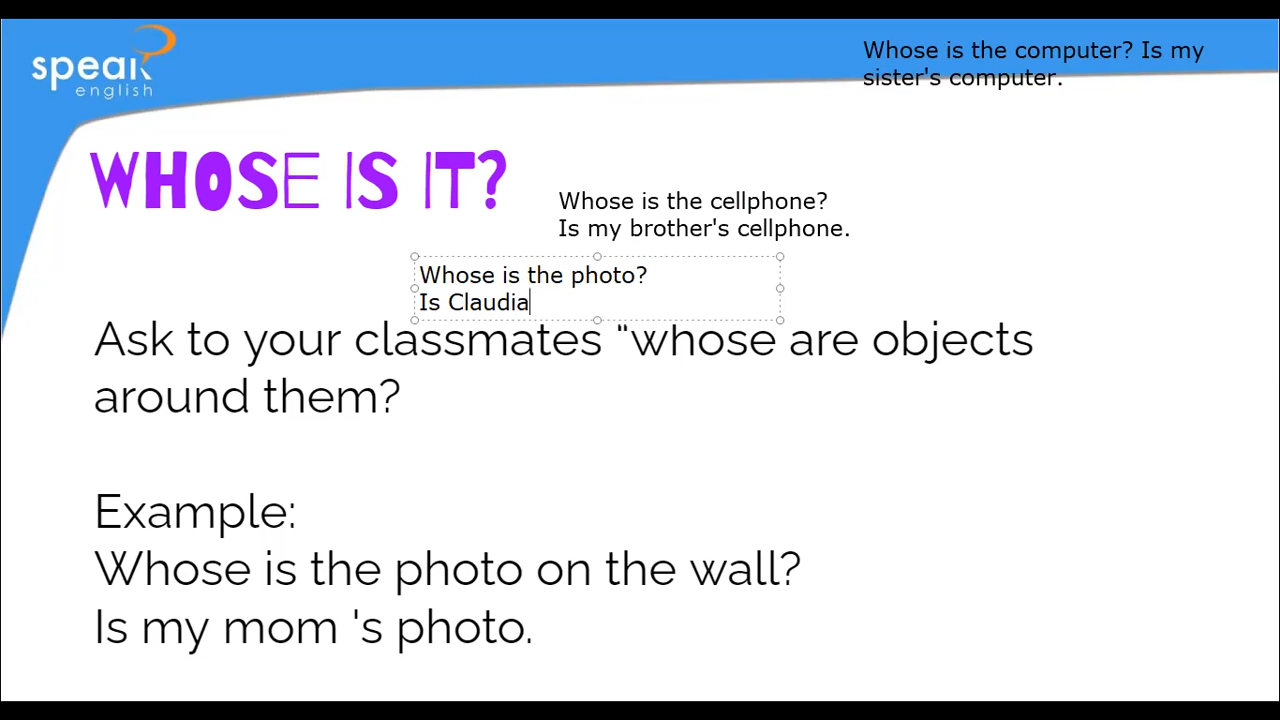 speak
english
Whose is the computer? Is my
sister's computer.
WHOSE IS IT?
Whose is the cellphone?
Is my brother's cellphone.
Whose is the photo?
Is Claudia
Ask to your classmates “whose are objects
around them?
Example:
Whose is the photo on the wall?
Is my mom 's photo.